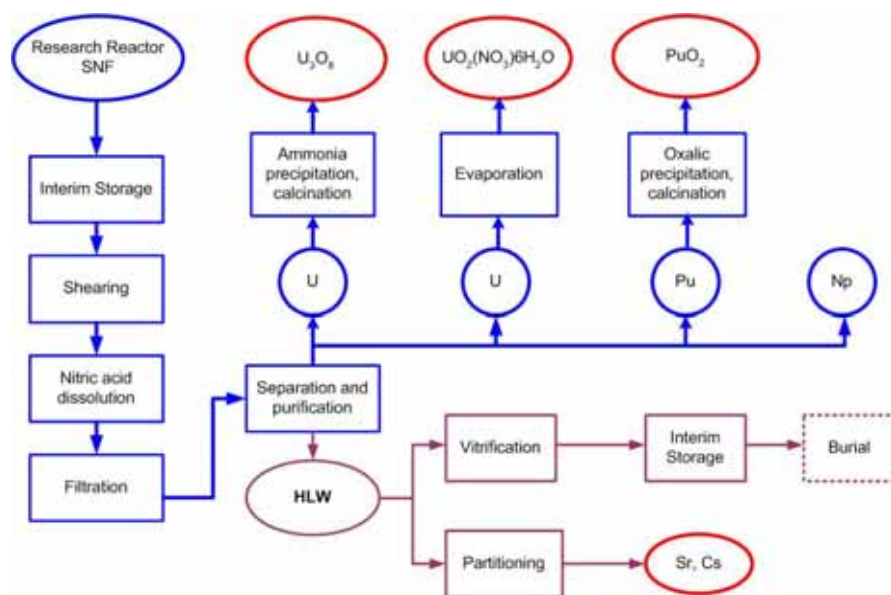 Research Reactor
SNF
U3O8
UO2(NO3)6H2O
PuO2
Interim Storage
Ammonia
precipitation,
calcination
Evaporation
Oxalic
precipitation,
calcination
Shearing
U
U
Pu
Np
Nitric acid
dissolution
Separation and
purification
Filtration
HLW
Vitrification
Interim
Storage
Burial
Partitioning
Sr, Cs